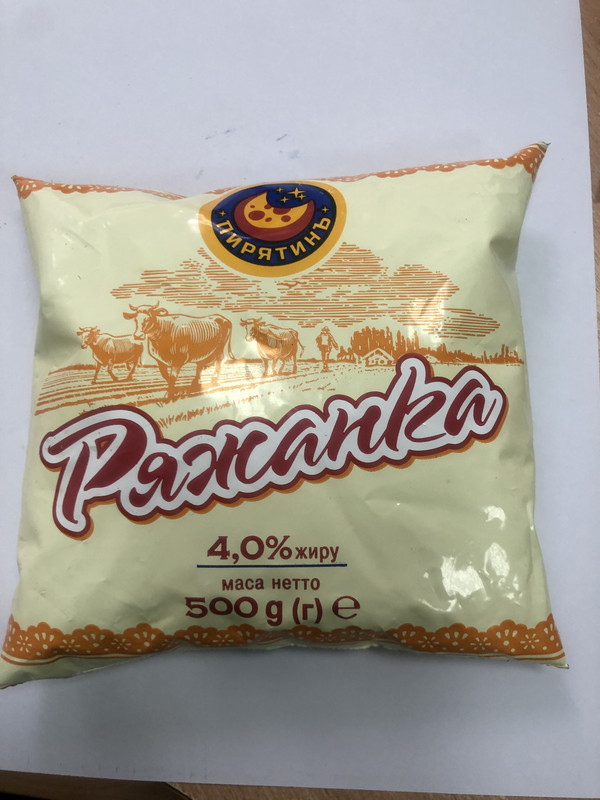 ПИРЯТИНЪ
Ряжанка
4,0% жиру
маса нетто
500 g (г) ℮